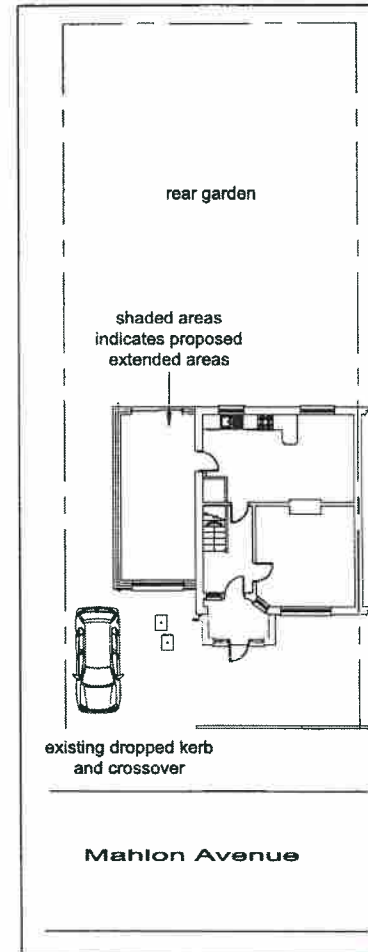 rear garden
shaded areas
indicates proposed
extended areas
existing dropped kerb
and crossover
Mahlon Avenue